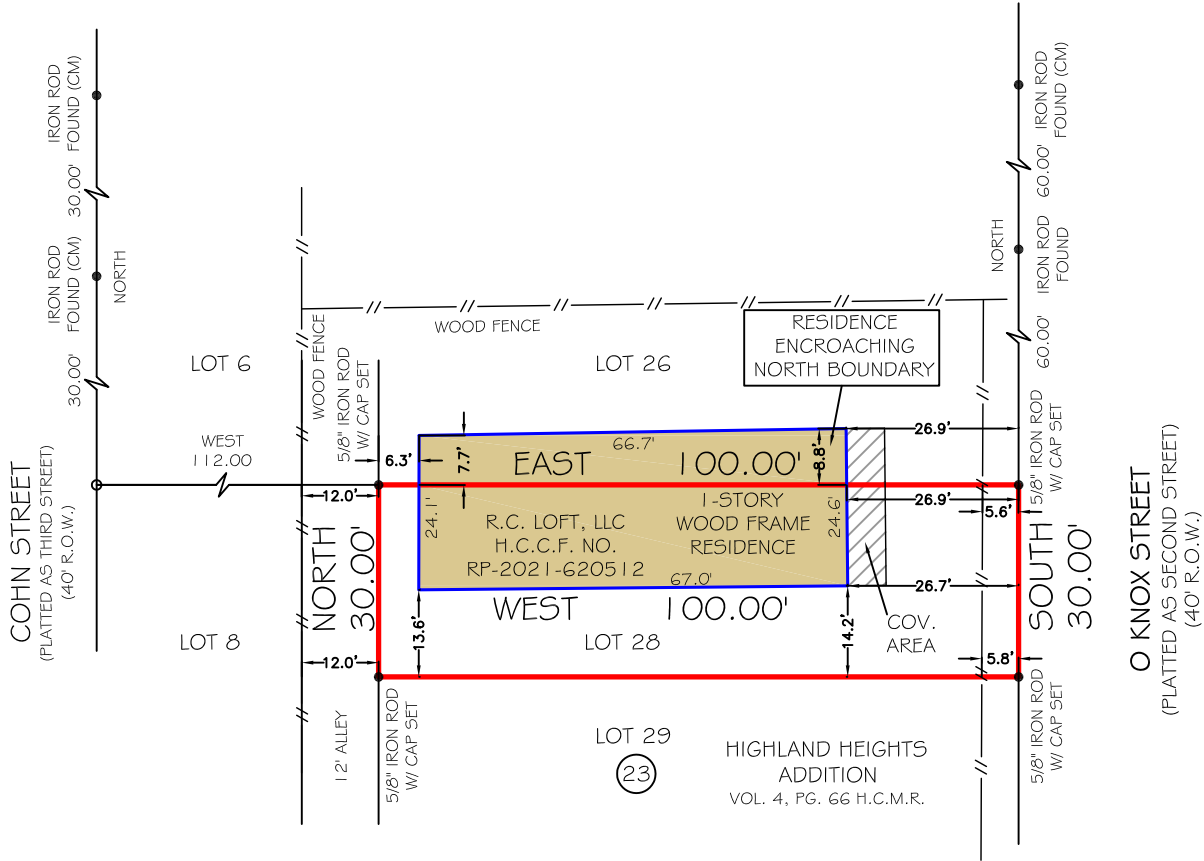 IRON ROD
FOUND (CM)
30.00'
IRON ROD
FOUND (CM)
NORTH
30.00'
COHN STREET
(PLATTED AS THIRD STREET)
(40' R.O.W.)
IRON ROD
FOUND (CM)
60.00'
NORTH
IRON ROD
FOUND
60.00'
WOOD FENCE
WOOD FENCE
LOT 6
LOT 26
RESIDENCE
ENCROACHING
NORTH BOUNDARY
5/8" IRON ROD
W/ CAP SET
5/8" IRON ROD
W/ CAP SET
WEST
112.00
6.3'
7.7'
66.7'
8.8'
26.9'
EAST 100.00'
12.0'
26.9'
5.6'
24.1'
R.C. LOFT, LLC
H.C.C.F. NO.
RP-2021-620512
1-STORY
WOOD FRAME
RESIDENCE
24.6'
67.0'
26.7'
NORTH
30.00'
WEST 100.00'
SOUTH
30.00'
O KNOX STREET
(PLATTED AS SECOND STREET)
(40' R.O.W.)
13.6'
14.2'
COV.
AREA
LOT 8
LOT 28
12.0'
5.8'
12' ALLEY
5/8" IRON ROD
W/ CAP SET
5/8" IRON ROD
W/ CAP SET
LOT 29
23
HIGHLAND HEIGHTS
ADDITION
VOL. 4, PG. 66 H.C.M.R.